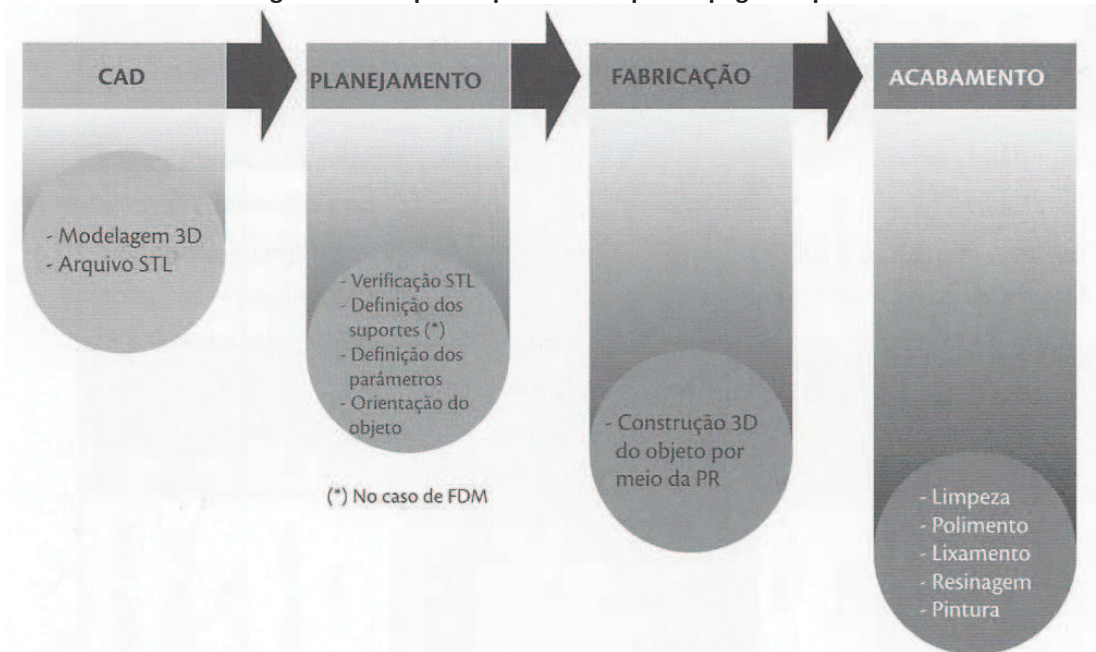 CAD
PLANEJAMENTO
FABRICAÇÃO
ACABAMENTO
- Modelagem 3D
- Arquivo STL
- Verificação STL
- Definição dos
suportes (*)
- Definição dos
parâmetros
- Orientação do
objeto
(*) No caso de FDM
- Construção 3D
do objeto por
meio da PR
- Limpeza
- Polimento
- Lixamento
- Resinagem
- Pintura